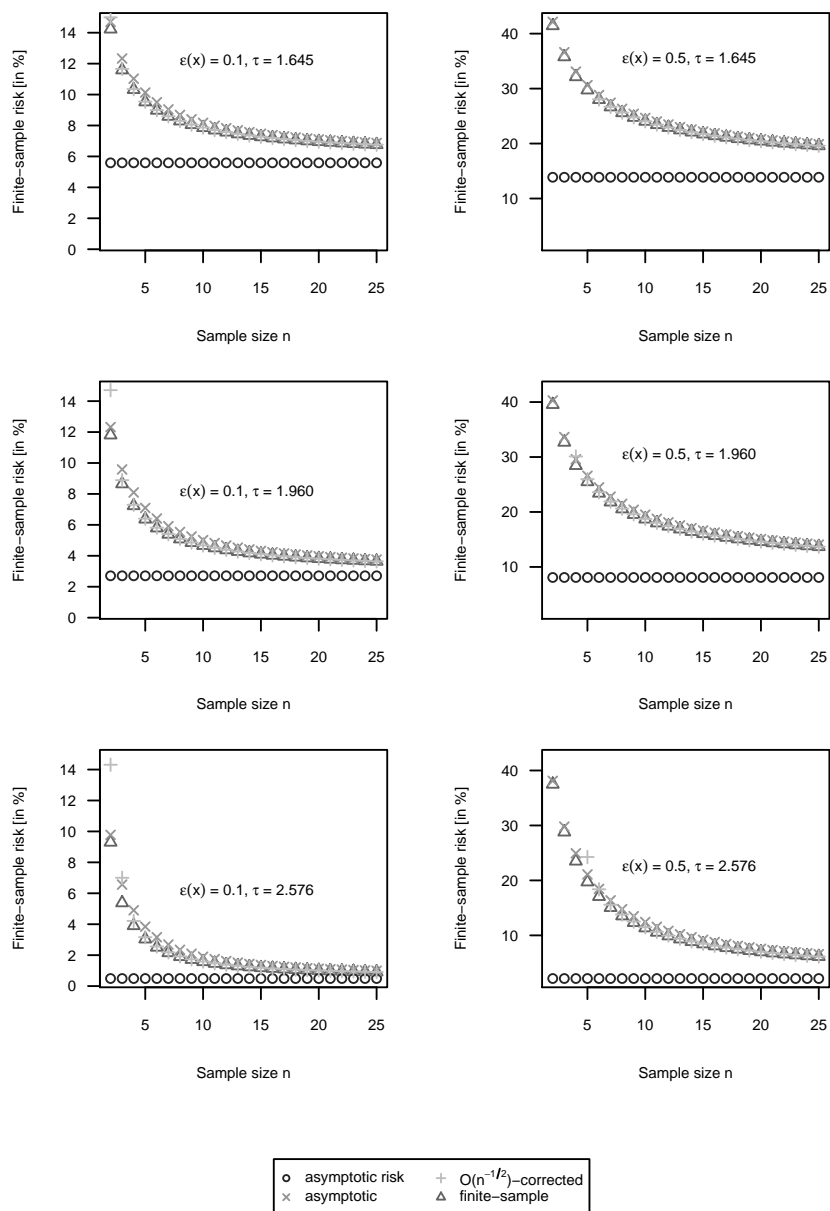 Finite−sample risk [in %]
14
12
10
8
6
4
2
0
ε(x) = 0.1, τ = 1.645
5 10 15 20 25
Sample size n
Finite−sample risk [in %]
40
30
20
10
ε(x) = 0.5, τ = 1.645
5 10 15 20 25
Sample size n
Finite−sample risk [in %]
14
12
10
8
6
4
2
0
ε(x) = 0.1, τ = 1.960
5 10 15 20 25
Sample size n
Finite−sample risk [in %]
40
30
20
10
ε(x) = 0.5, τ = 1.960
5 10 15 20 25
Sample size n
Finite−sample risk [in %]
14
12
10
8
6
4
2
0
ε(x) = 0.1, τ = 2.576
5 10 15 20 25
Sample size n
Finite−sample risk [in %]
40
30
20
10
ε(x) = 0.5, τ = 2.576
5 10 15 20 25
Sample size n
asymptotic risk
asymptotic
O(n⁻¹/²)−corrected
finite−sample